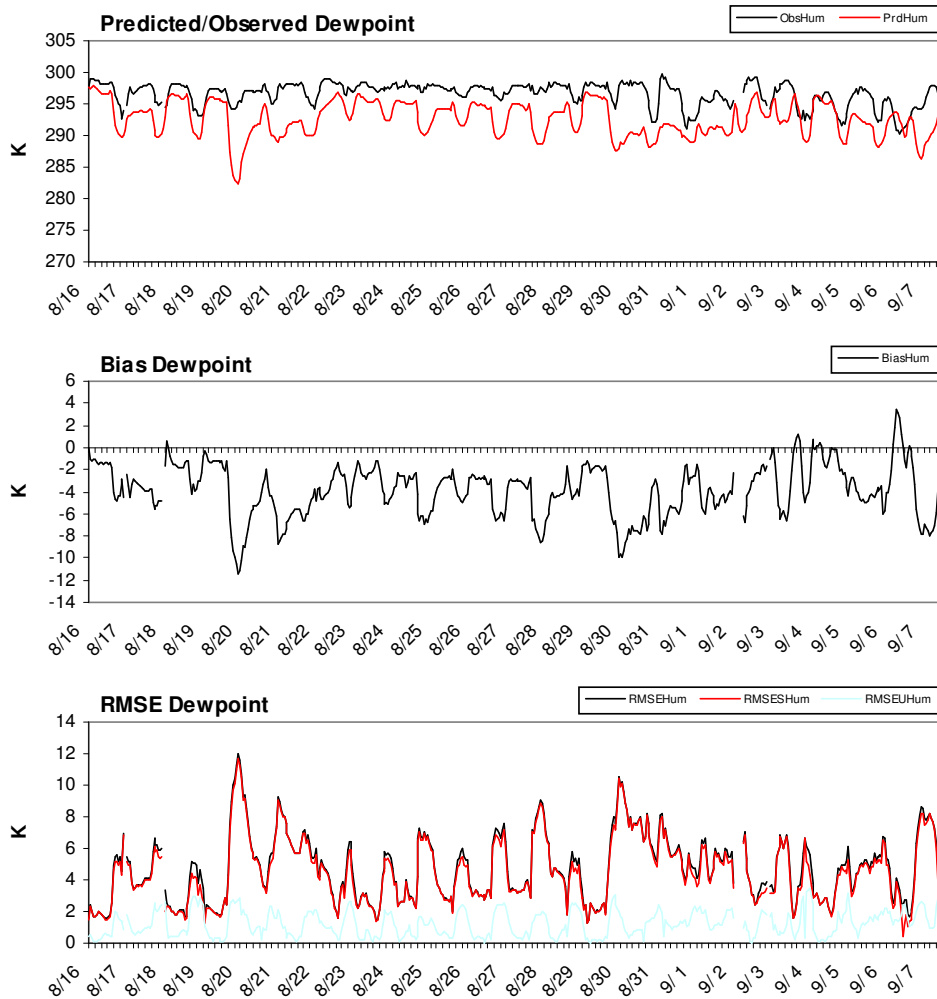 Predicted/Observed Dewpoint
ObsHum PrdHum
305
300
295
290
285
280
275
270
K
8/16 8/17 8/18 8/19 8/20 8/21 8/22 8/23 8/24 8/25 8/26 8/27 8/28 8/29 8/30 8/31 9/ 1 9/ 2 9/ 3 9/ 4 9/ 5 9/ 6 9/ 7
Bias Dewpoint
BiasHum
6
4
2
0
-2
-4
-6
-8
-10
-12
-14
K
8/16 8/17 8/18 8/19 8/20 8/21 8/22 8/23 8/24 8/25 8/26 8/27 8/28 8/29 8/30 8/31 9/ 1 9/ 2 9/ 3 9/ 4 9/ 5 9/ 6 9/ 7
RMSE Dewpoint
RMSEHum RMSESHum RMSEUHum
14
12
10
8
6
4
2
0
K
8/16 8/17 8/18 8/19 8/20 8/21 8/22 8/23 8/24 8/25 8/26 8/27 8/28 8/29 8/30 8/31 9/ 1 9/ 2 9/ 3 9/ 4 9/ 5 9/ 6 9/ 7